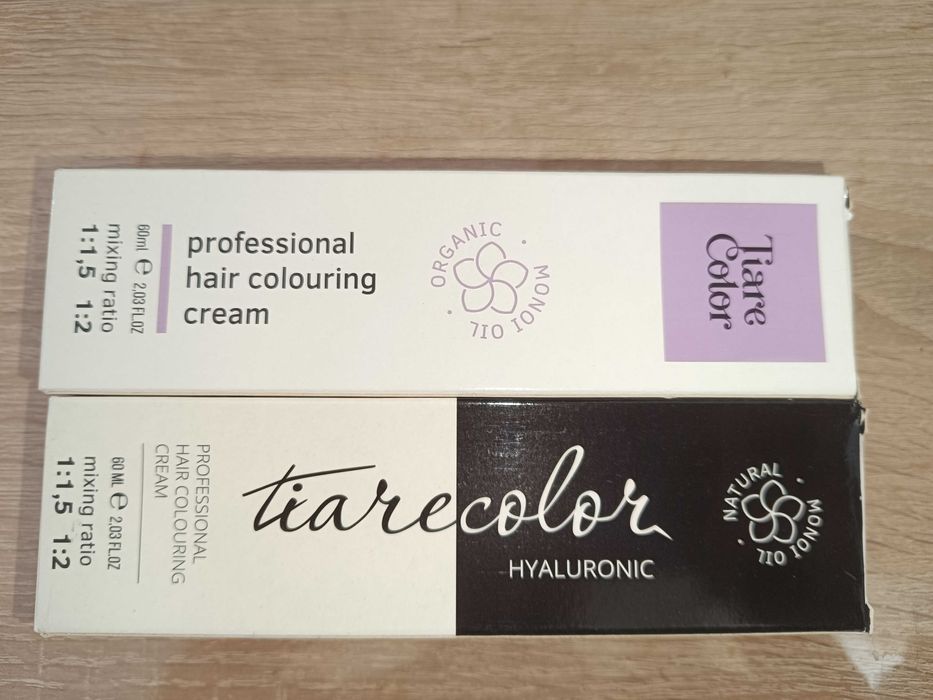 Tiare
Color
ORGANIC
MONOI OIL
professional
hair colouring
cream
60ml e 2.03 FL.OZ
mixing ratio
1:1,5 1:2
PROFESSIONAL
HAIR COLOURING
CREAM
60 ML e 2.03 FL.OZ
mixing ratio
1:1,5 1:2
tiarecolor
HYALURONIC
NATURAL
MONOI OIL